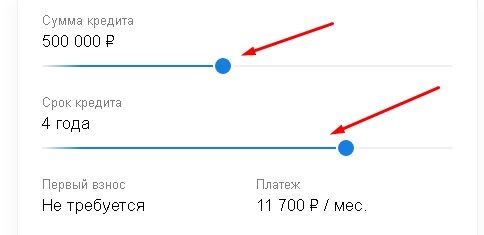 Сумма кредита
500 000 ₽
Срок кредита
4 года
Первый взнос Платеж
Не требуется 11 700 ₽ / мес.